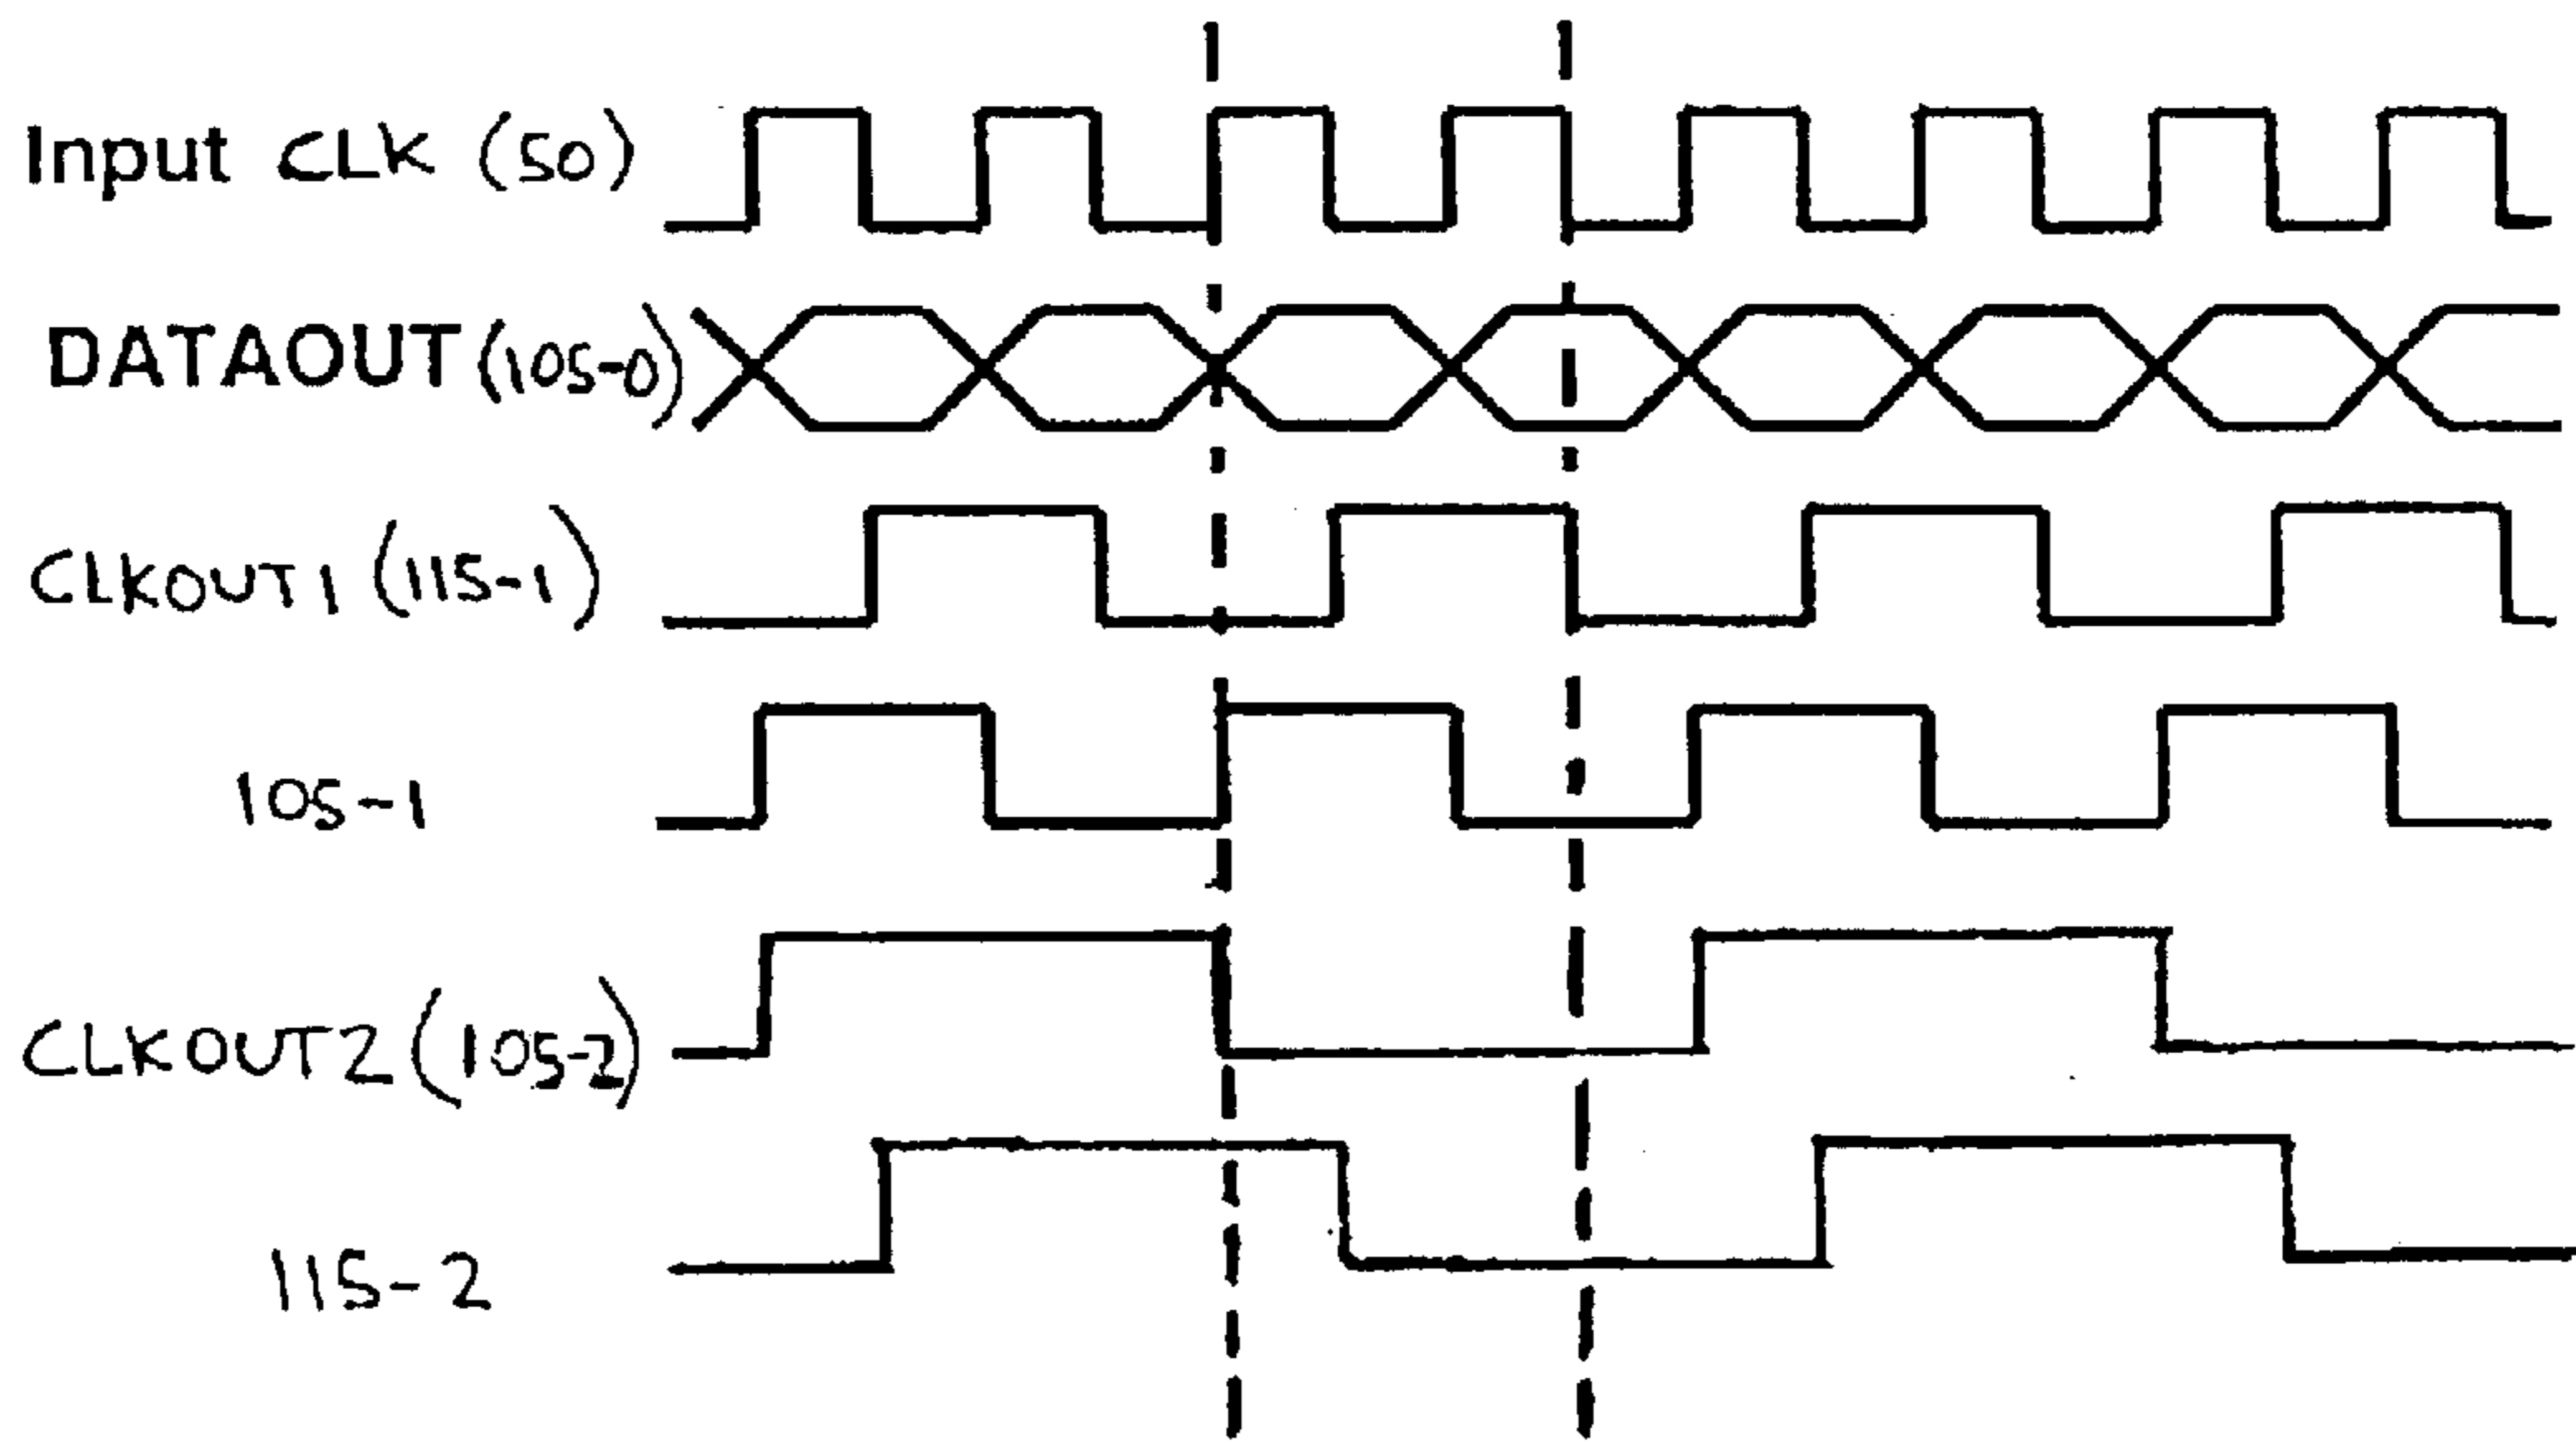 Input CLK (50)
DATAOUT (105-0)
CLKOUT1 (115-1)
105-1
CLKOUT2 (105-2)
115-2